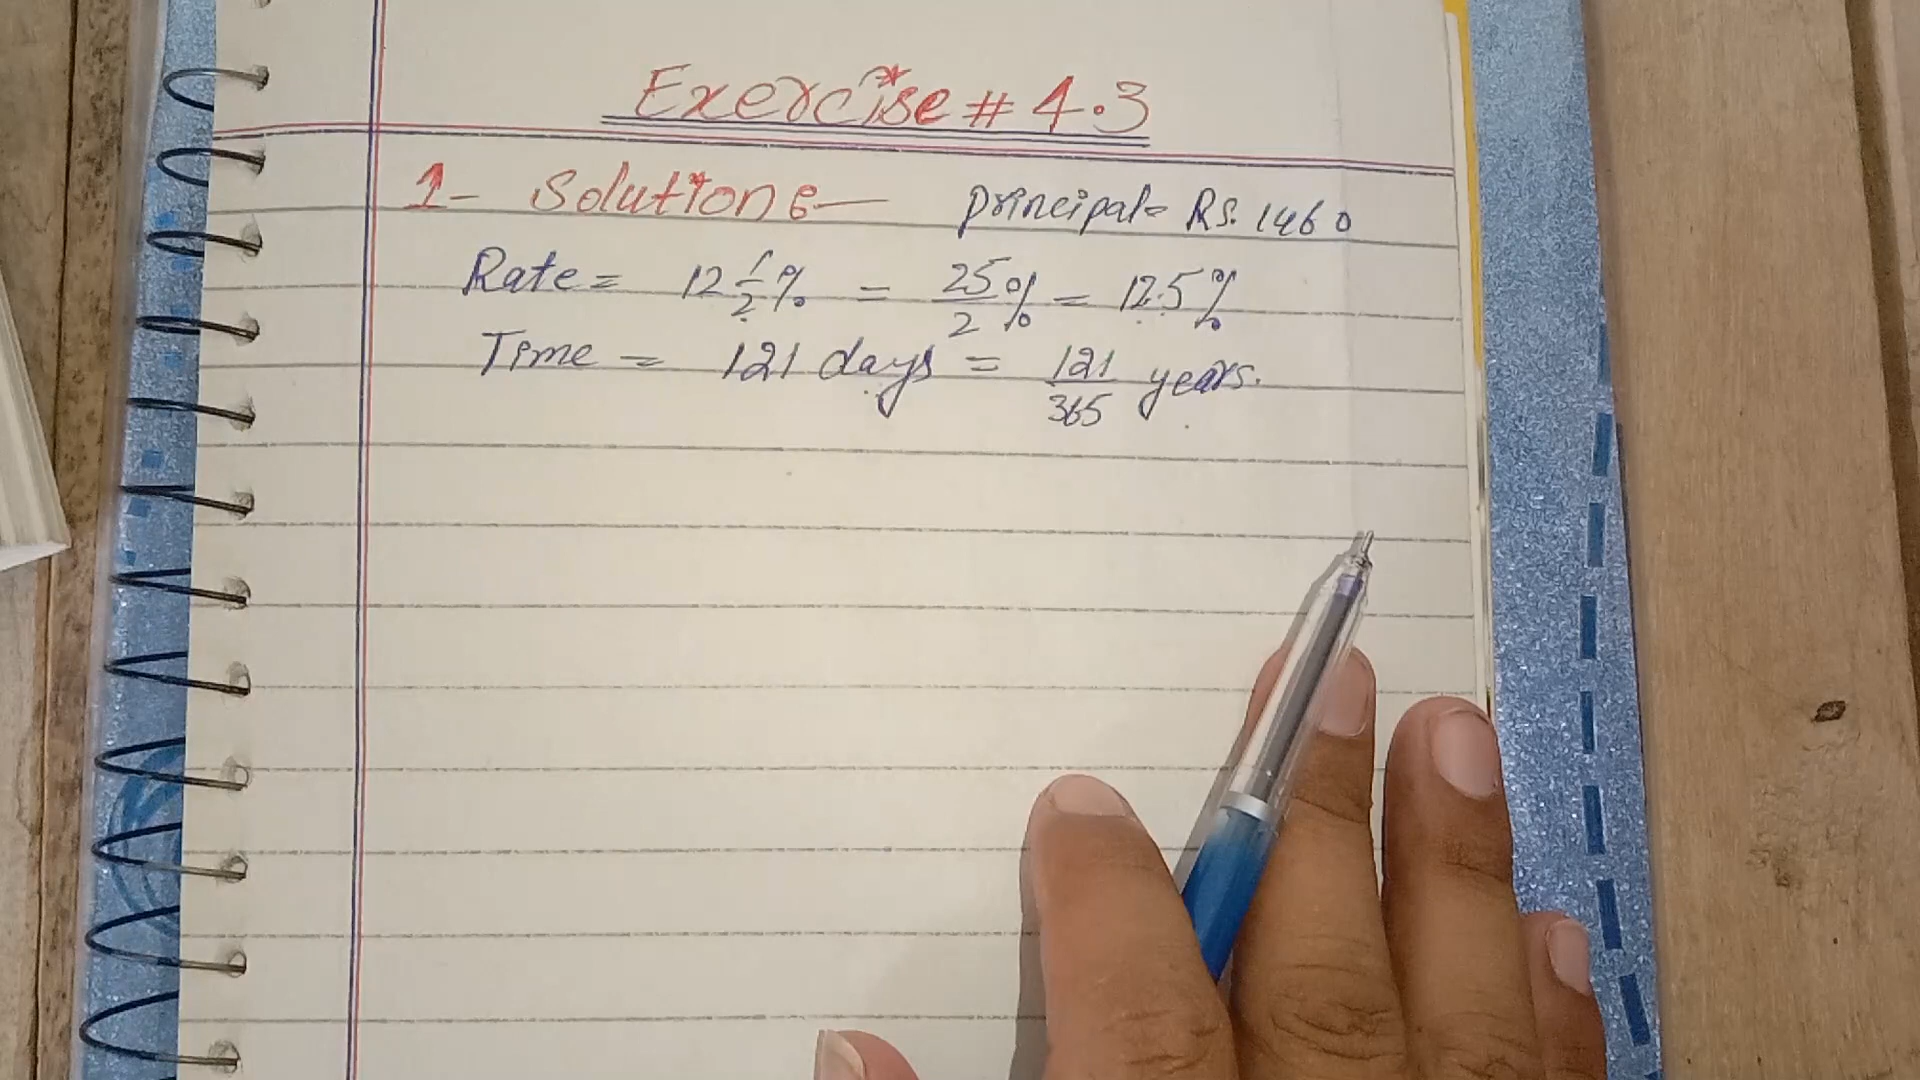 Exercise # 4.3
1- Solution:- principal= Rs. 1460
Rate = 12 1/2 % = 25/2 % = 12.5%
Time = 121 days = 121/365 years.